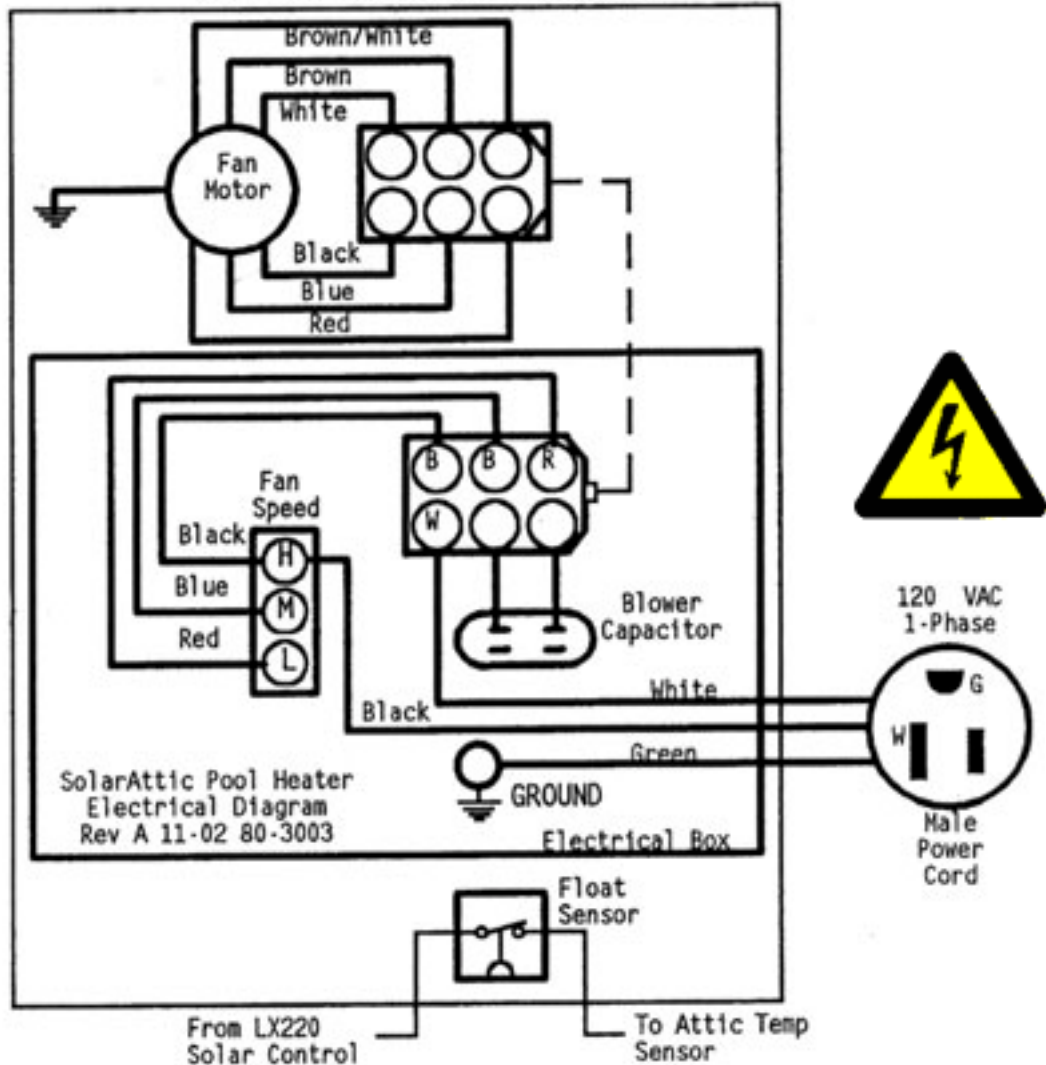 Brown/White
Brown
White
Fan
Motor
Black
Blue
Red
B B R
W
Fan
Speed
Black
H
Blue
M
Red
L
Blower
Capacitor
120 VAC
1-Phase
G
W
White
Black
Green
GROUND
SolarAttic Pool Heater
Electrical Diagram
Rev A 11-02 80-3003
Electrical Box
Male
Power
Cord
Float
Sensor
From LX220
Solar Control
To Attic Temp
Sensor